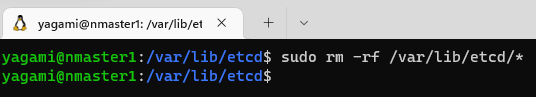 yagami@nmaster1: /var/lib/etc
yagami@nmaster1:/var/lib/etcd$ sudo rm -rf /var/lib/etcd/*
yagami@nmaster1:/var/lib/etcd$